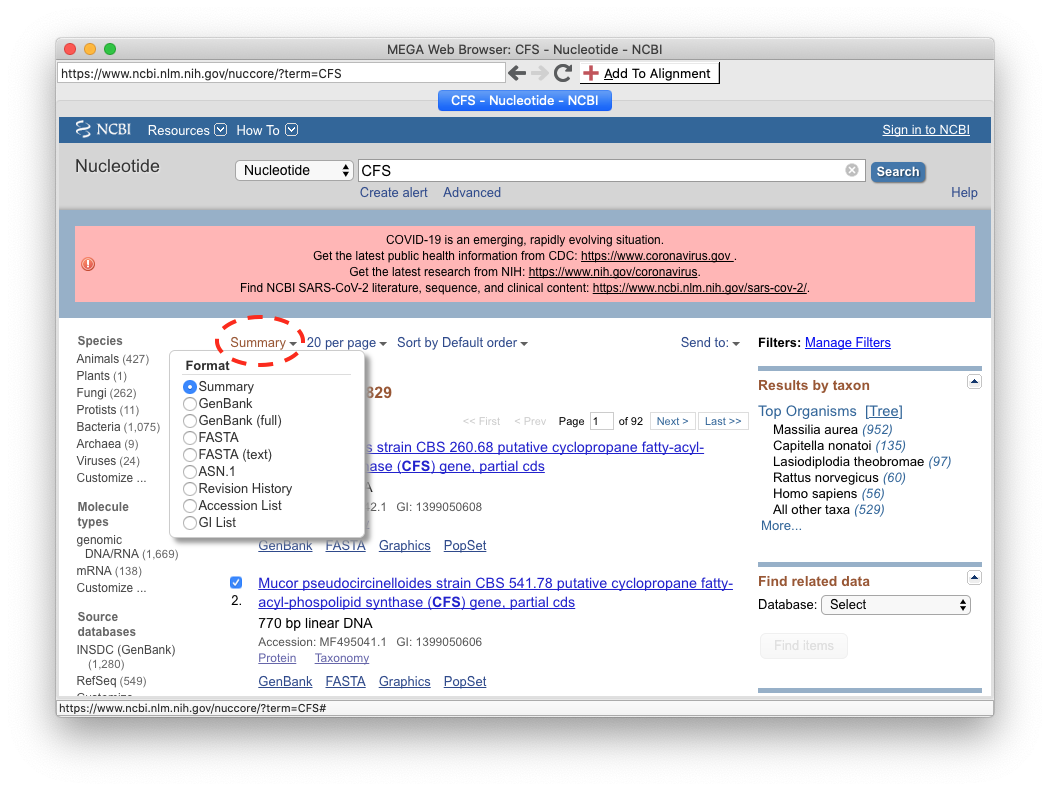 MEGA Web Browser: CFS - Nucleotide - NCBI
https://www.ncbi.nlm.nih.gov/nuccore/?term=CFS
Add To Alignment
CFS - Nucleotide - NCBI
NCBI Resources How To Sign in to NCBI
Nucleotide Nucleotide CFS Search
Create alert Advanced Help
COVID-19 is an emerging, rapidly evolving situation.
Get the latest public health information from CDC: https://www.coronavirus.gov .
Get the latest research from NIH: https://www.nih.gov/coronavirus.
Find NCBI SARS-CoV-2 literature, sequence, and clinical content: https://www.ncbi.nlm.nih.gov/sars-cov-2/.
Species
Animals (427)
Plants (1)
Fungi (262)
Protists (11)
Bacteria (1,075)
Archaea (9)
Viruses (24)
Customize ...
Molecule
types
genomic
DNA/RNA (1,669)
mRNA (138)
Customize ...
Source
databases
INSDC (GenBank)
(1,280)
RefSeq (549)
Summary 20 per page Sort by Default order Send to:
Format
Summary
GenBank
GenBank (full)
FASTA
FASTA (text)
ASN.1
Revision History
Accession List
GI List
829
<< First < Prev Page 1 of 92 Next > Last >>
s strain CBS 260.68 putative cyclopropane fatty-acyl-
ase (CFS) gene, partial cds
A
2.1 GI: 1399050608
GenBank FASTA Graphics PopSet
Mucor pseudocircinelloides strain CBS 541.78 putative cyclopropane fatty-
2. acyl-phospolipid synthase (CFS) gene, partial cds
770 bp linear DNA
Accession: MF495041.1 GI: 1399050606
Protein Taxonomy
GenBank FASTA Graphics PopSet
Filters: Manage Filters
Results by taxon
Top Organisms [Tree]
Massilia aurea (952)
Capitella nonatoi (135)
Lasiodiplodia theobromae (97)
Rattus norvegicus (60)
Homo sapiens (56)
All other taxa (529)
More...
Find related data
Database: Select
Find items
https://www.ncbi.nlm.nih.gov/nuccore/?term=CFS#